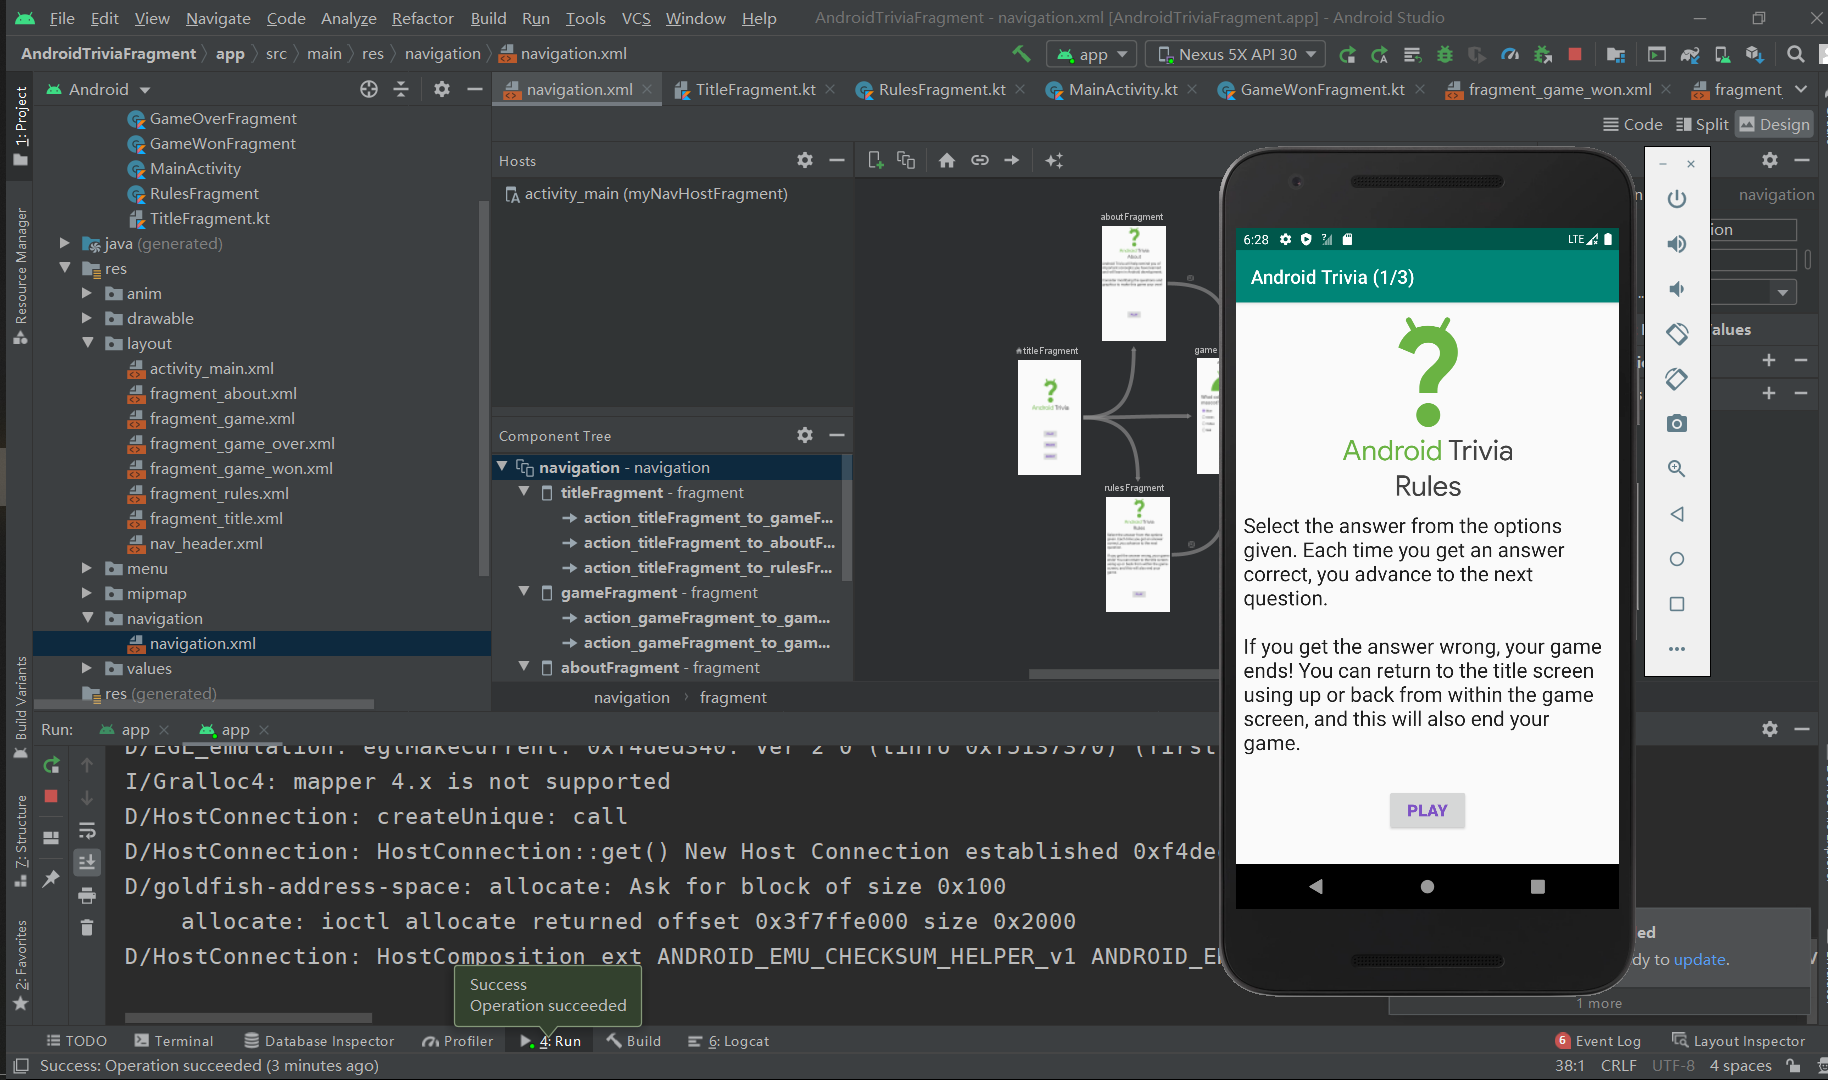 File Edit View Navigate Code Analyze Refactor Build Run Tools VCS Window Help AndroidTriviaFragment - navigation.xml [AndroidTriviaFragment.app] - Android Studio
AndroidTriviaFragment app src main res navigation navigation.xml app Nexus 5X API 30
Android
navigation.xml TitleFragment.kt RulesFragment.kt MainActivity.kt GameWonFragment.kt fragment_game_won.xml fragment_
Code Split Design
1: Project
Resource Manager
Build Variants
Z: Structure
2: Favorites
GameOverFragment
GameWonFragment
MainActivity
RulesFragment
TitleFragment.kt
java (generated)
res
anim
drawable
layout
activity_main.xml
fragment_about.xml
fragment_game.xml
fragment_game_over.xml
fragment_game_won.xml
fragment_rules.xml
fragment_title.xml
nav_header.xml
menu
mipmap
navigation
navigation.xml
values
res (generated)
Hosts
activity_main (myNavHostFragment)
Component Tree
navigation - navigation
titleFragment - fragment
action_titleFragment_to_gameF...
action_titleFragment_to_aboutF...
action_titleFragment_to_rulesFr...
gameFragment - fragment
action_gameFragment_to_gam...
action_gameFragment_to_gam...
aboutFragment - fragment
navigation fragment
aboutFragment
Android Trivia
About
titleFragment
Android Trivia
game
rulesFragment
Android Trivia
Rules
6:28 LTE
Android Trivia (1/3)
Android Trivia
Rules
Select the answer from the options
given. Each time you get an answer
correct, you advance to the next
question.
If you get the answer wrong, your game
ends! You can return to the title screen
using up or back from within the game
screen, and this will also end your
game.
PLAY
navigation
ion
alues
Run: app app
D/EGL_emulation: eglMakeCurrent: 0xf4ded340: ver 2 0 (tinfo 0xf5137370) (first
I/Gralloc4: mapper 4.x is not supported
D/HostConnection: createUnique: call
D/HostConnection: HostConnection::get() New Host Connection established 0xf4de
D/goldfish-address-space: allocate: Ask for block of size 0x100
allocate: ioctl allocate returned offset 0x3f7ffe000 size 0x2000
D/HostConnection: HostComposition ext ANDROID_EMU_CHECKSUM_HELPER_v1 ANDROID_E
Success
Operation succeeded
ed
dy to update.
1 more
TODO Terminal Database Inspector Profiler 4: Run Build 6: Logcat 6 Event Log Layout Inspector
Success: Operation succeeded (3 minutes ago) 38:1 CRLF UTF-8 4 spaces